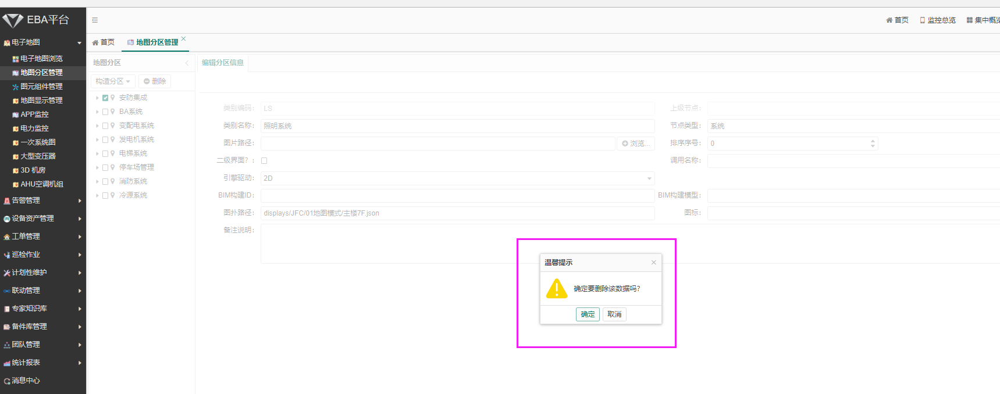 EBA平台
首页
监控总览
集中概览
首页
地图分区管理
电子地图
电子地图浏览
地图分区管理
图元组件管理
地图显示管理
APP监控
电力监控
一次系统图
大型变压器
3D 机房
AHU空调机组
告警管理
设备资产管理
工单管理
巡检作业
计划性维护
联动管理
专家知识库
备件库管理
团队管理
统计报表
消息中心
地图分区
构造分区
删除
安防集成
BA系统
变配电系统
发电机系统
电梯系统
停车场管理
消防系统
冷源系统
编辑分区信息
类别编码: LS
上级节点:
类别名称: 照明系统
节点类型: 系统
图片路径:
浏览...
排序序号: 0
二级界面? :
调用名称:
引擎驱动: 2D
BIM构建ID:
BIM构建模型:
图扑路径: displays/JFC/01地图模式/主楼7F.json
图标:
备注说明:
温馨提示
确定要删除该数据吗?
确定
取消